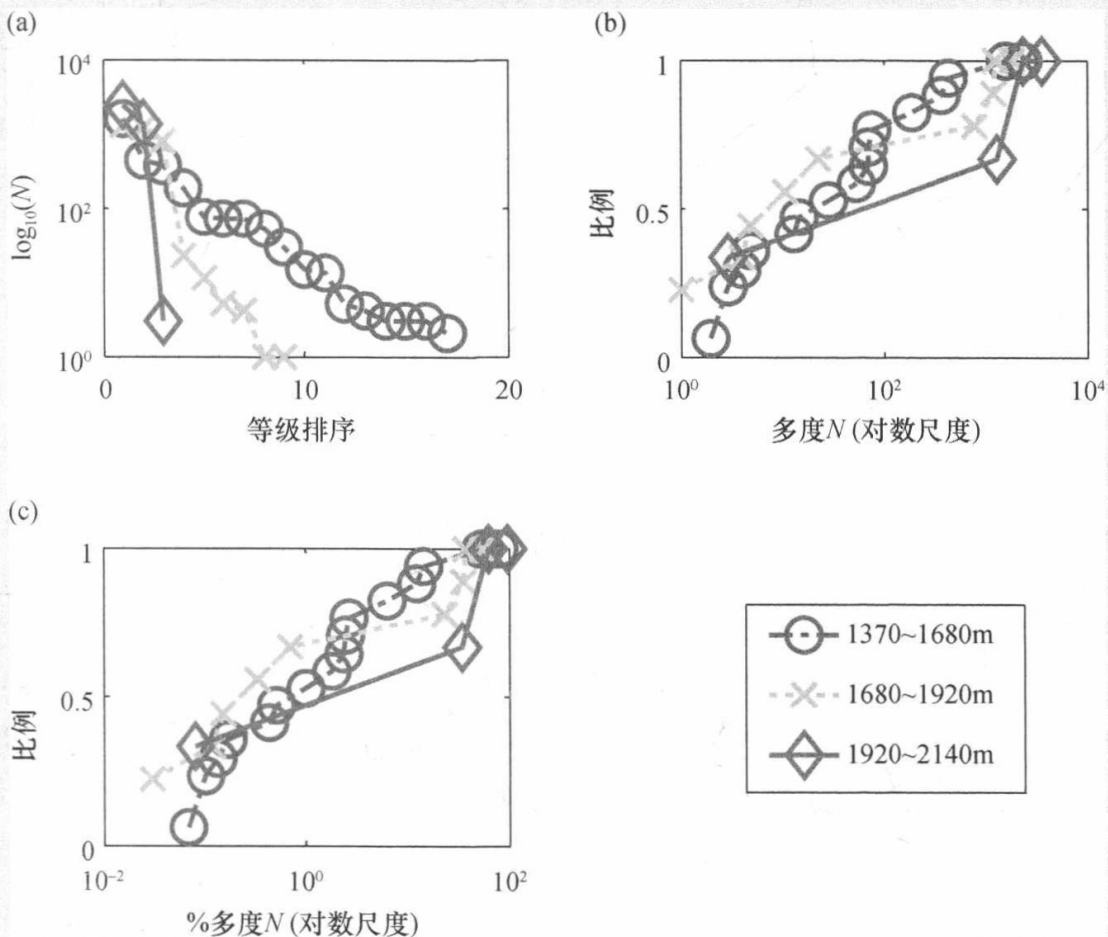 (a)
10⁴
10²
10⁰
log₁₀(N)
0
10
20
等级排序
(b)
1
0.5
0
比例
10⁰
10²
10⁴
多度N (对数尺度)
(c)
1
0.5
0
比例
10⁻²
10⁰
10²
%多度N (对数尺度)
1370~1680m
1680~1920m
1920~2140m